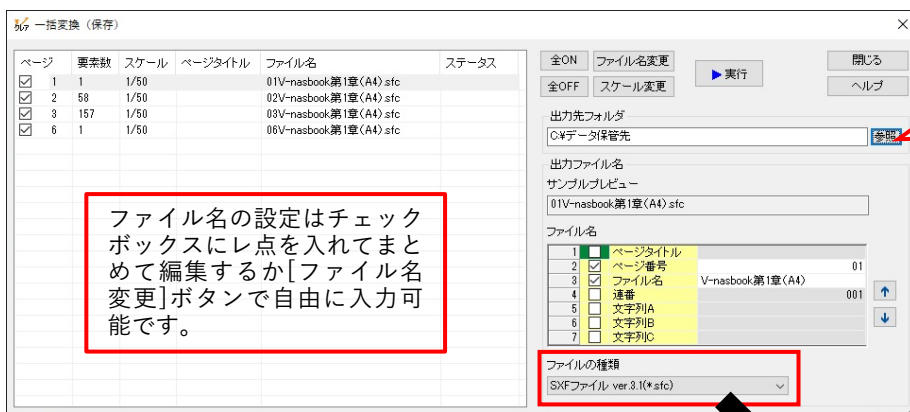 一括変換（保存）
ページ 要素数 スケール ページタイトル ファイル名 ステータス
1 1 1/50 01V-nasbook第1章(A4).sfc
2 58 1/50 02V-nasbook第1章(A4).sfc
3 157 1/50 03V-nasbook第1章(A4).sfc
6 1 1/50 06V-nasbook第1章(A4).sfc
ファイル名の設定はチェック
ボックスにレ点を入れてまと
めて編集するか[ファイル名
変更]ボタンで自由に入力可
能です。
全ON ファイル名変更 実行 閉じる
全OFF スケール変更 ヘルプ
出力先フォルダ
C:¥データ保管先 参照
出力ファイル名
サンプルプレビュー
01V-nasbook第1章(A4).sfc
ファイル名
1 ページタイトル
2 ページ番号 01
3 ファイル名 V-nasbook第1章(A4)
4 連番 001
5 文字列A
6 文字列B
7 文字列C
ファイルの種類
SXFファイル ver.3.1(*.sfc)